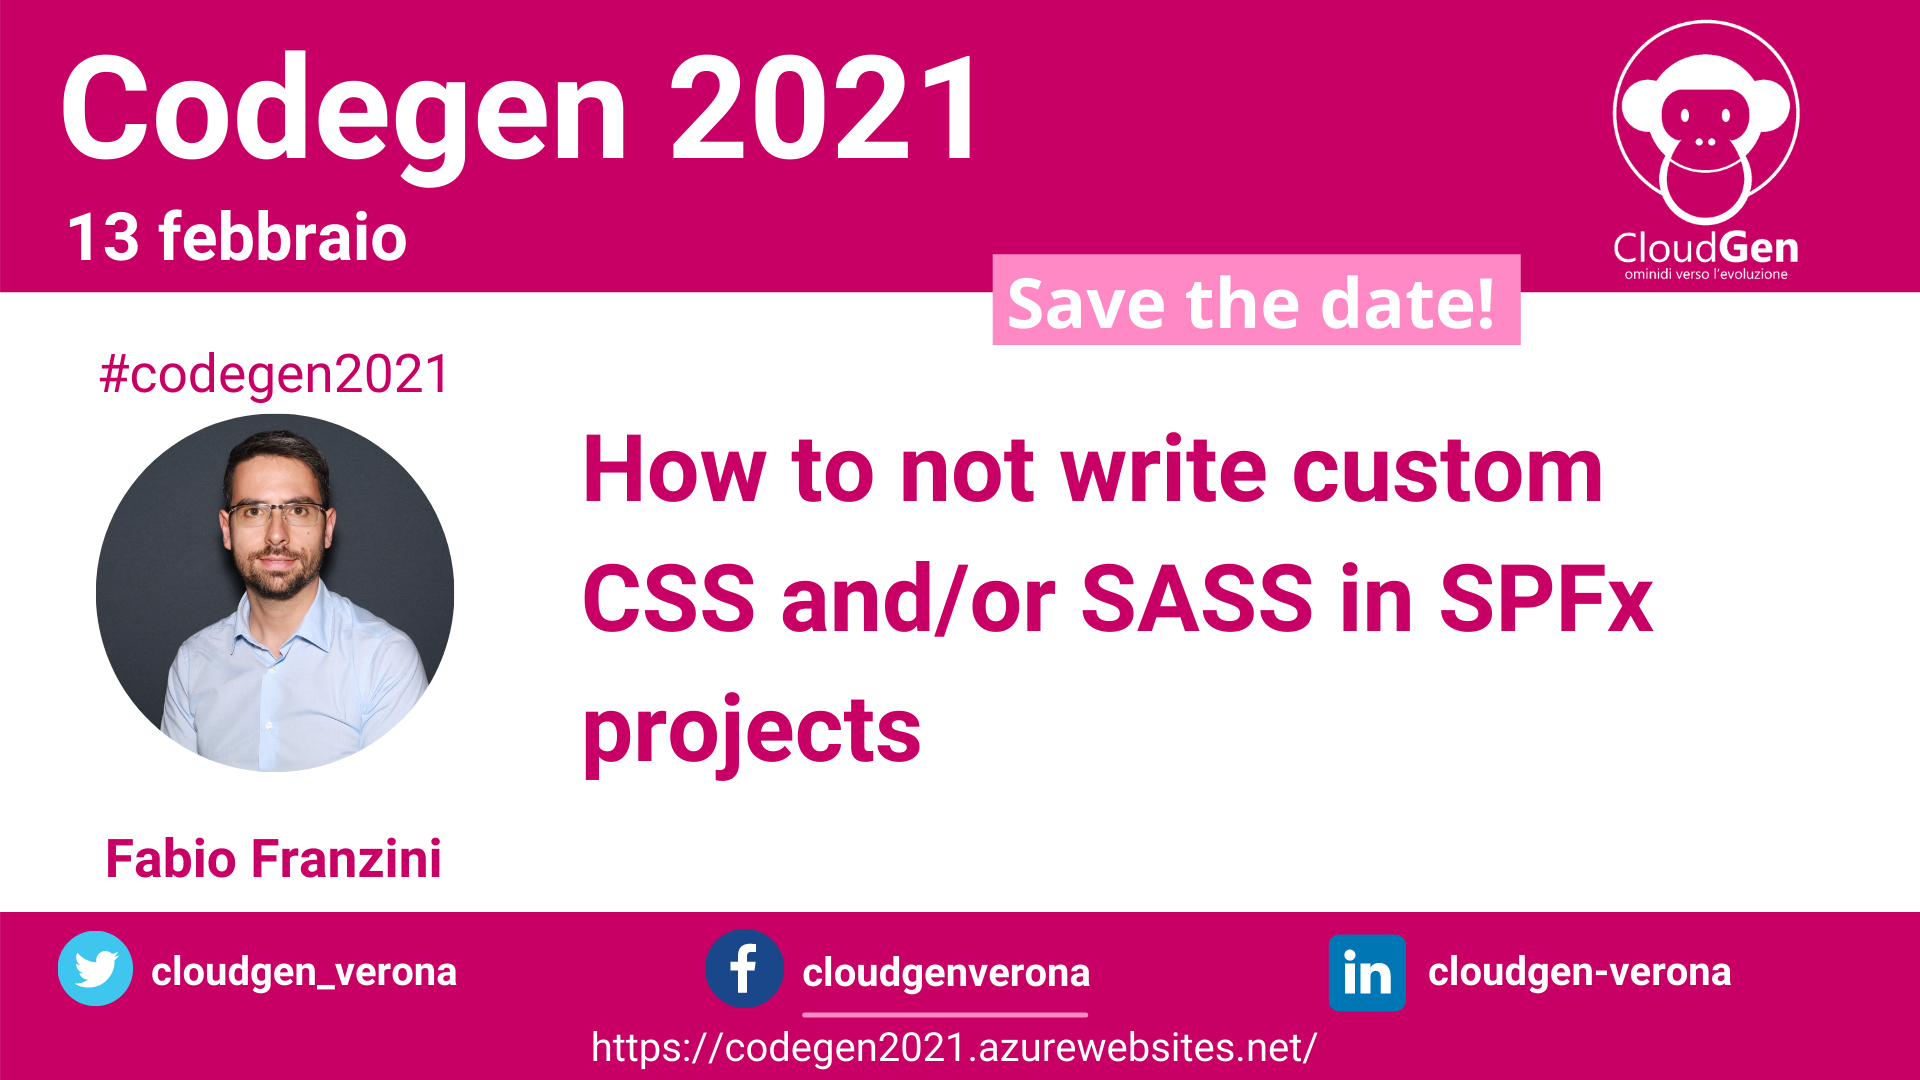 Codegen 2021
13 febbraio
CloudGen
ominidi verso l'evoluzione
Save the date!
#codegen2021
How to not write custom
CSS and/or SASS in SPFx
projects
Fabio Franzini
cloudgen_verona
cloudgenverona
cloudgen-verona
https://codegen2021.azurewebsites.net/